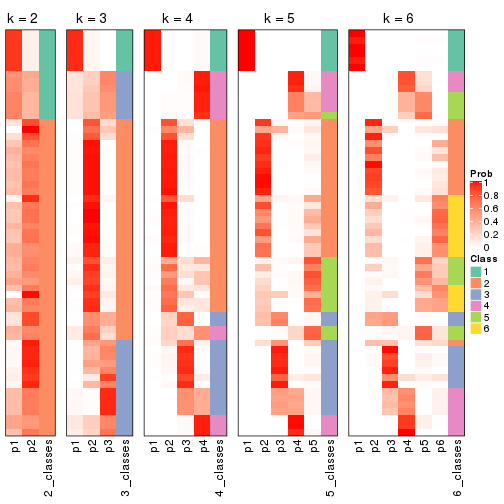 k = 2
k = 3
k = 4
k = 5
k = 6
p1
p2
2_classes
p1
p2
p3
3_classes
p1
p2
p3
p4
4_classes
p1
p2
p3
p4
p5
5_classes
p1
p2
p3
p4
p5
p6
6_classes
Prob
1
0.8
0.6
0.4
0.2
0
Class
1
2
3
4
5
6